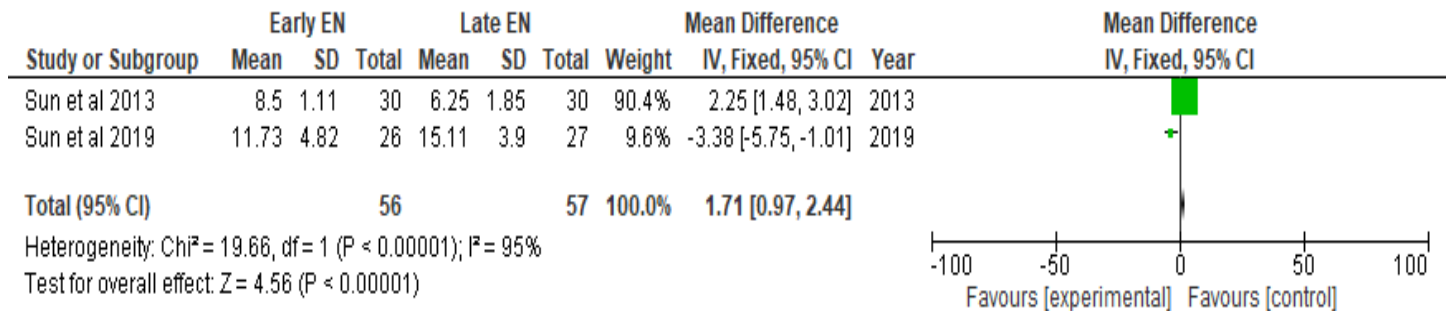 Early EN Late EN Mean Difference Mean Difference
Study or Subgroup Mean SD Total Mean SD Total Weight IV, Fixed, 95% CI Year IV, Fixed, 95% CI
Sun et al 2013 8.5 1.11 30 6.25 1.85 30 90.4% 2.25 [1.48, 3.02] 2013
Sun et al 2019 11.73 4.82 26 15.11 3.9 27 9.6% -3.38 [-5.75, -1.01] 2019
Total (95% CI) 56 57 100.0% 1.71 [0.97, 2.44]
Heterogeneity: Chi² = 19.66, df = 1 (P < 0.00001); I² = 95%
Test for overall effect: Z = 4.56 (P < 0.00001)
-100 -50 0 50 100
Favours [experimental] Favours [control]